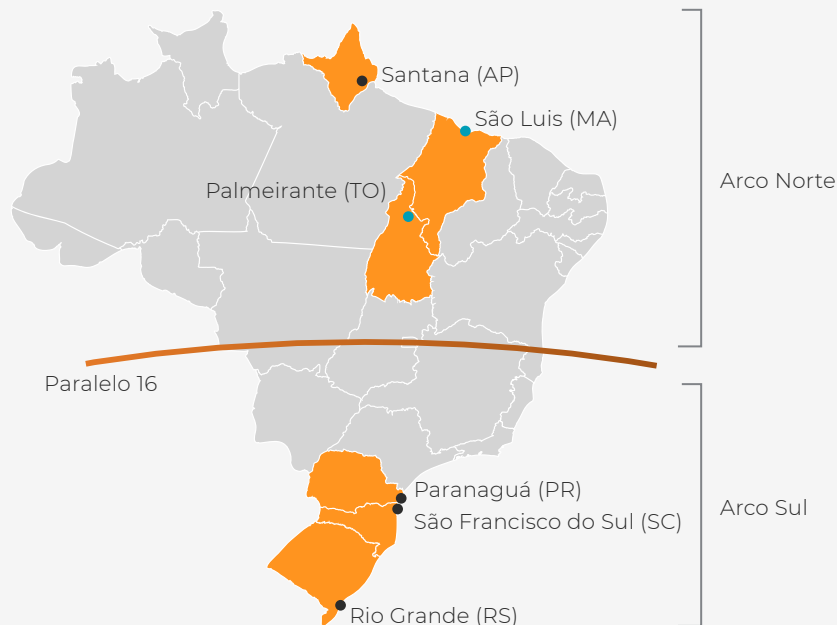 Santana (AP)
São Luis (MA)
Palmeirante (TO)
Arco Norte
Paralelo 16
Paranaguá (PR)
São Francisco do Sul (SC)
Arco Sul
Rio Grande (RS)